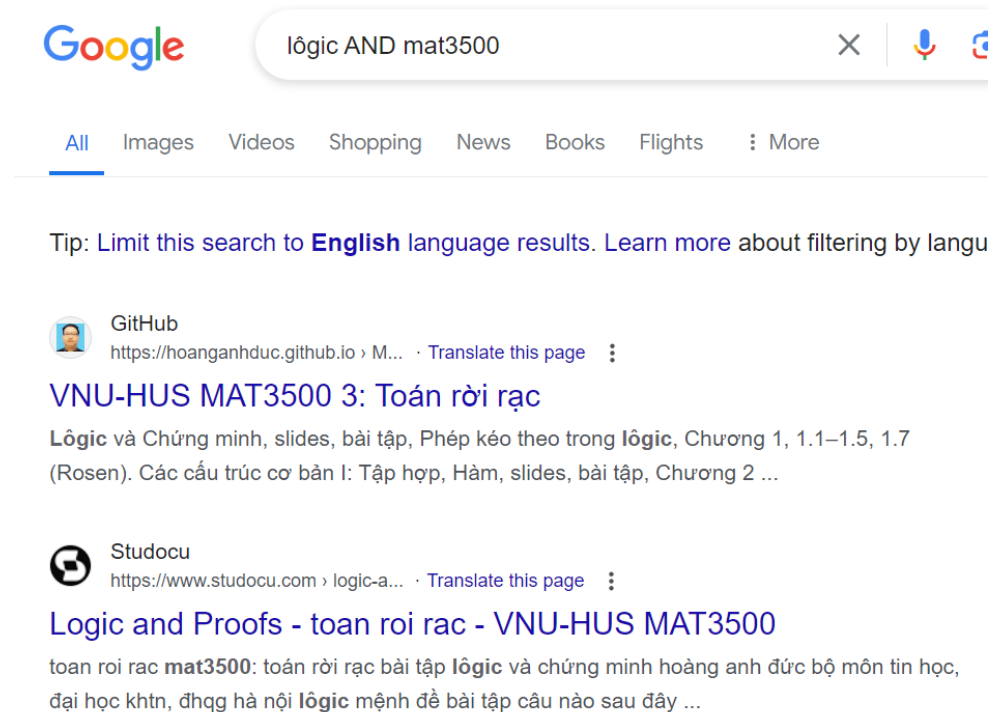 Google
lôgic AND mat3500
All Images Videos Shopping News Books Flights More
Tip: Limit this search to English language results. Learn more about filtering by langu
GitHub
https://hoanganhduc.github.io › M... · Translate this page
VNU-HUS MAT3500 3: Toán rời rạc
Lôgic và Chứng minh, slides, bài tập, Phép kéo theo trong lôgic, Chương 1, 1.1–1.5, 1.7
(Rosen). Các cấu trúc cơ bản I: Tập hợp, Hàm, slides, bài tập, Chương 2 ...
Studocu
https://www.studocu.com › logic-a... · Translate this page
Logic and Proofs - toan roi rac - VNU-HUS MAT3500
toan roi rac mat3500: toán rời rạc bài tập lôgic và chứng minh hoàng anh đức bộ môn tin học,
đại học khtn, đhqg hà nội lôgic mệnh đề bài tập câu nào sau đây ...